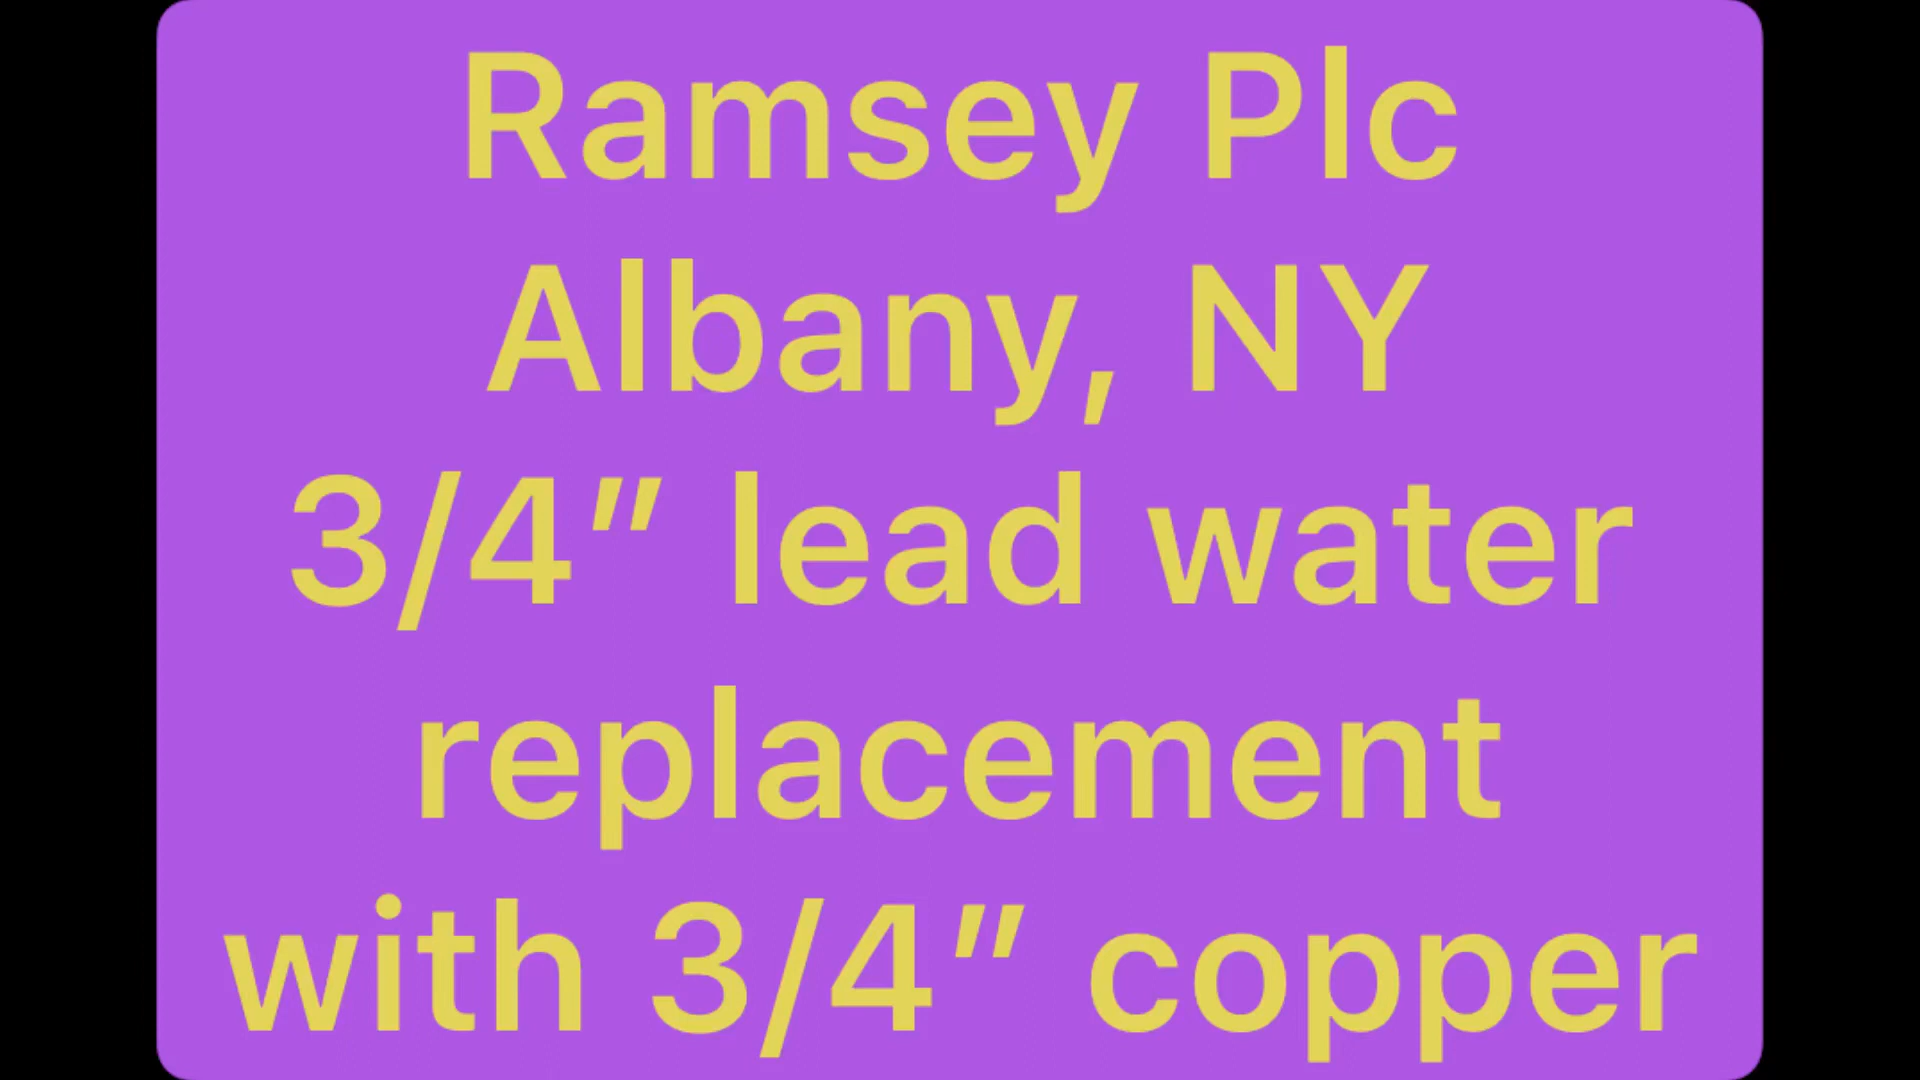 Ramsey Plc
Albany, NY
3/4” lead water
replacement
with 3/4” copper